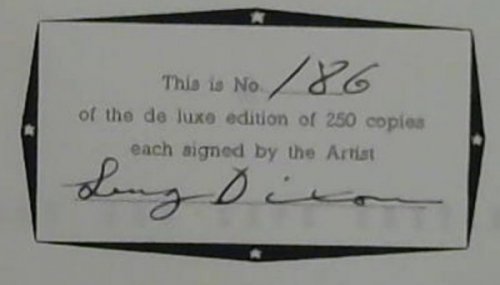 This is No. 186
of the de luxe edition of 250 copies
each signed by the Artist
Dixon